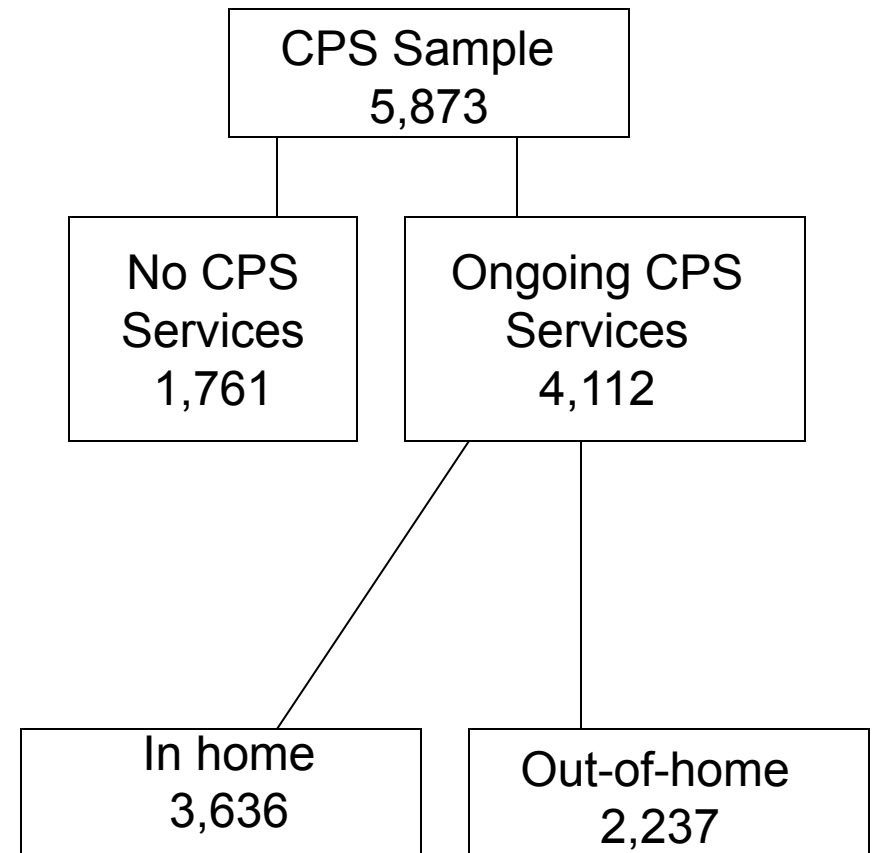 CPS Sample
5,873
No CPS
Services
1,761
Ongoing CPS
Services
4,112
In home
3,636
Out-of-home
2,237